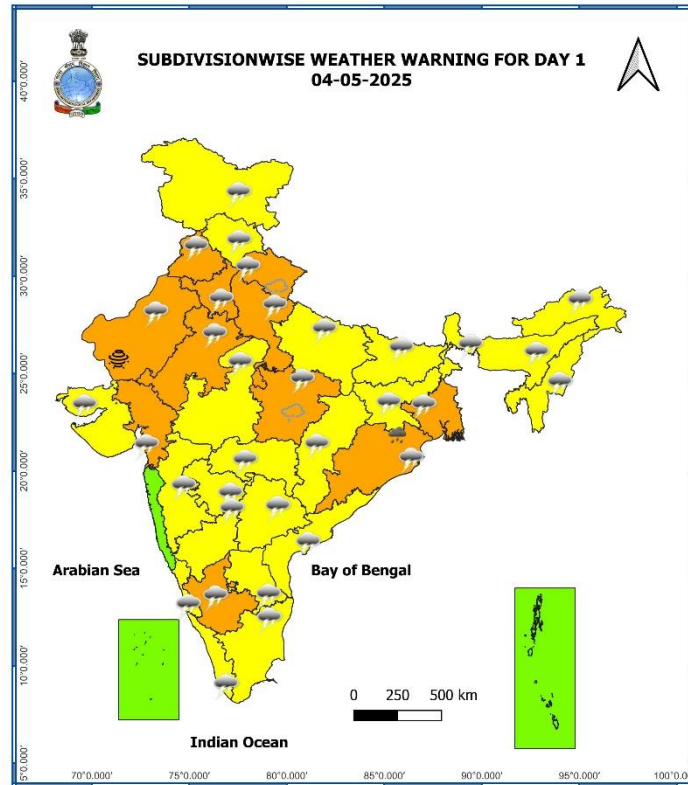 SUBDIVISIONWISE WEATHER WARNING FOR DAY 1
04-05-2025
40°0.000'
35°0.000'
30°0.000'
25°0.000'
20°0.000'
15°0.000'
10°0.000'
5°0.000'
Arabian Sea
Bay of Bengal
0 250 500 km
Indian Ocean
70°0.000' 75°0.000' 80°0.000' 85°0.000' 90°0.000' 95°0.000' 100°0.0